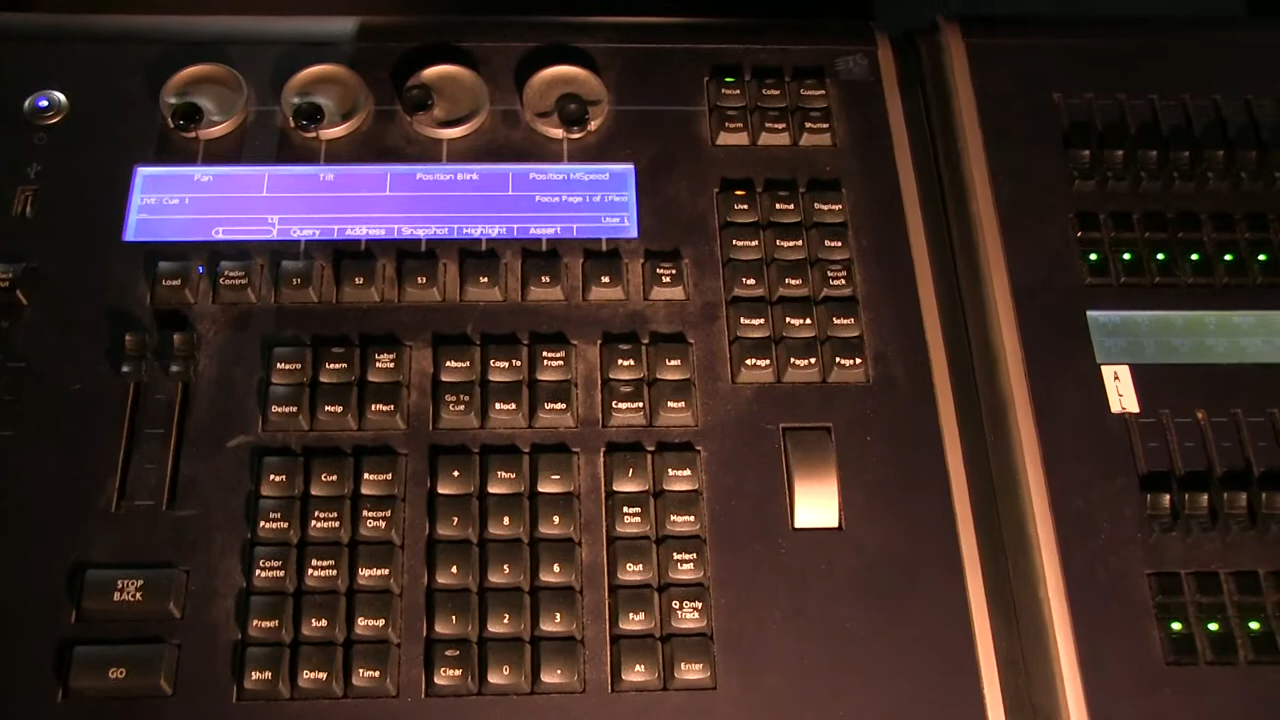 ETC
Focus Color Custom
Form Image Shutter
Pan Tilt Position Blink Position MSpeed
LIVE: Cue 1 Focus Page 1 of 1Flexi
User 1
Query Address Snapshot Highlight Assert
Live Blind Displays
Format Expand Data
Tab Flexi Scroll Lock
Escape Page▲ Select
◀Page Page▼ Page▶
Load Fader Control S1 S2 S3 S4 S5 S6 More SK
Macro Learn Label Note About Copy To Recall From Park Last
Delete Help Effect Go To Cue Block Undo Capture Next
Part Cue Record + Thru - / Sneak
Int Palette Focus Palette Record Only 7 8 9 Rem Dim Home
Color Palette Beam Palette Update 4 5 6 Out Select Last
Preset Sub Group 1 2 3 Full Q Only Track
Shift Delay Time Clear 0 . At Enter
STOP BACK
GO
ALL